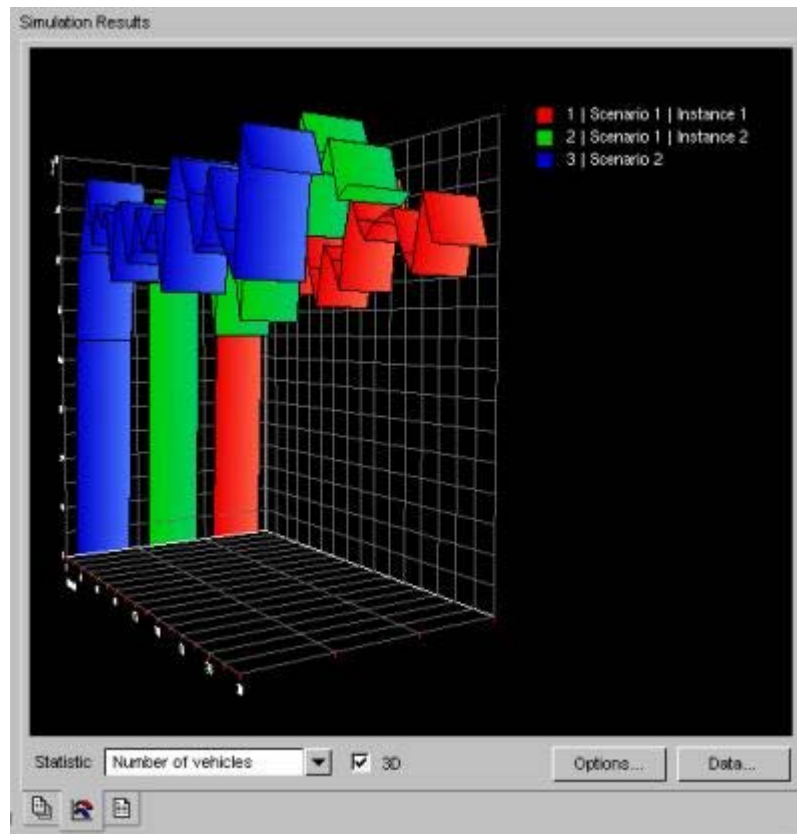 Simulation Results
1 | Scenario 1 | Instance 1
2 | Scenario 1 | Instance 2
3 | Scenario 2
Statistic Number of vehicles 3D Options... Data...